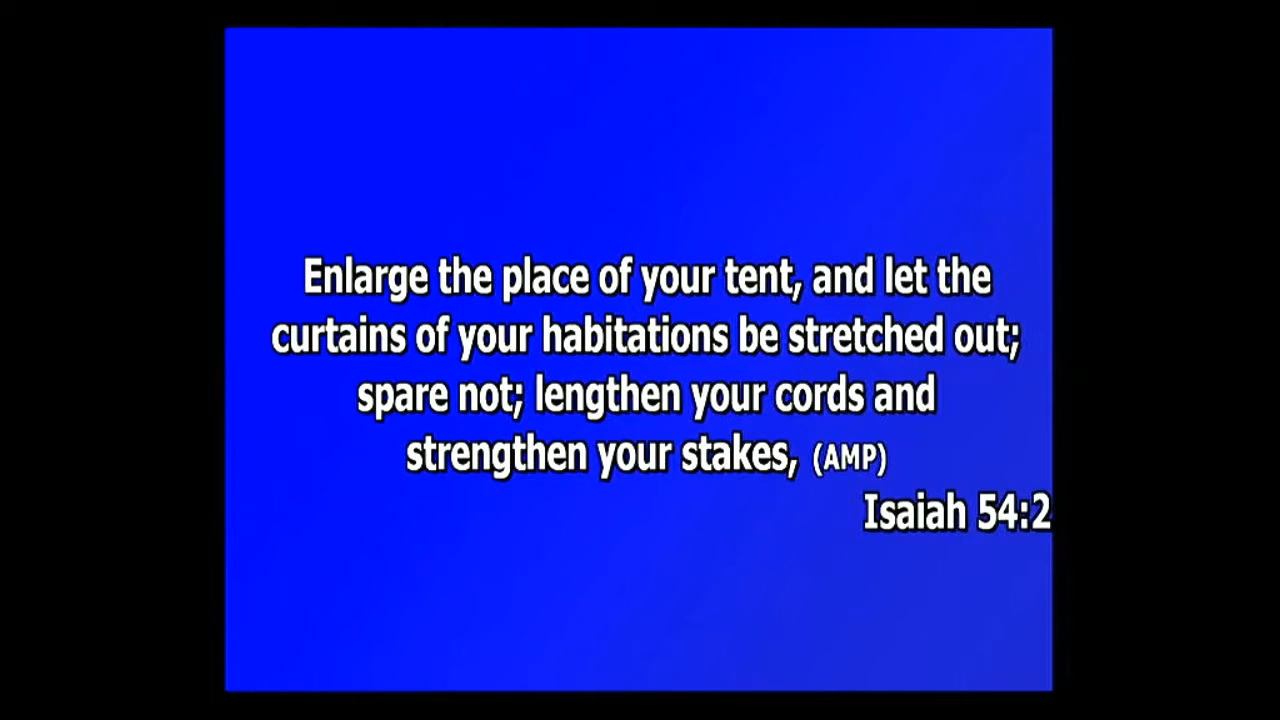 Enlarge the place of your tent, and let the
curtains of your habitations be stretched out;
spare not; lengthen your cords and
strengthen your stakes, (AMP)
Isaiah 54:2